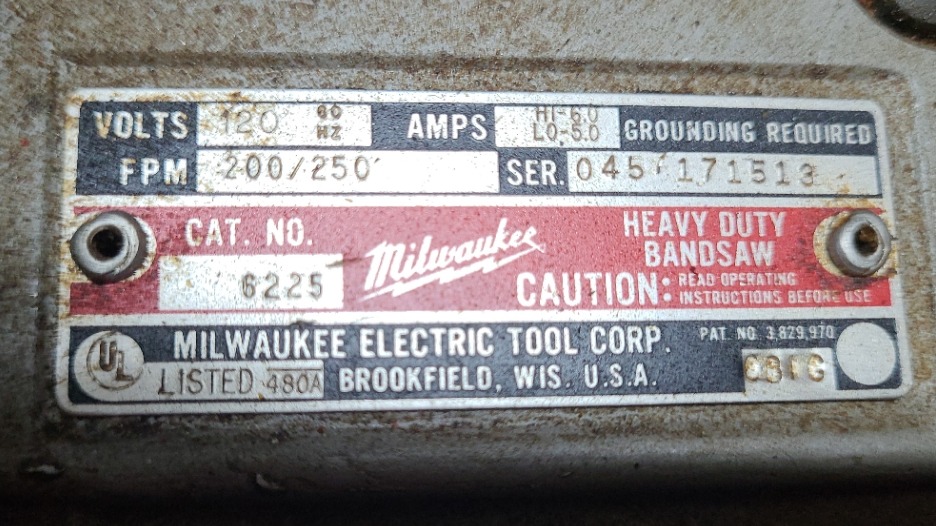 VOLTS 120 60 HZ AMPS HI-6.0 LO-5.0 GROUNDING REQUIRED
FPM 200/250 SER. 045 171513
CAT. NO. 6225
Milwaukee
HEAVY DUTY
BANDSAW
CAUTION: READ OPERATING
INSTRUCTIONS BEFORE USE
MILWAUKEE ELECTRIC TOOL CORP. PAT NO. 3,829,970
UL LISTED 480A BROOKFIELD, WIS. U.S.A.